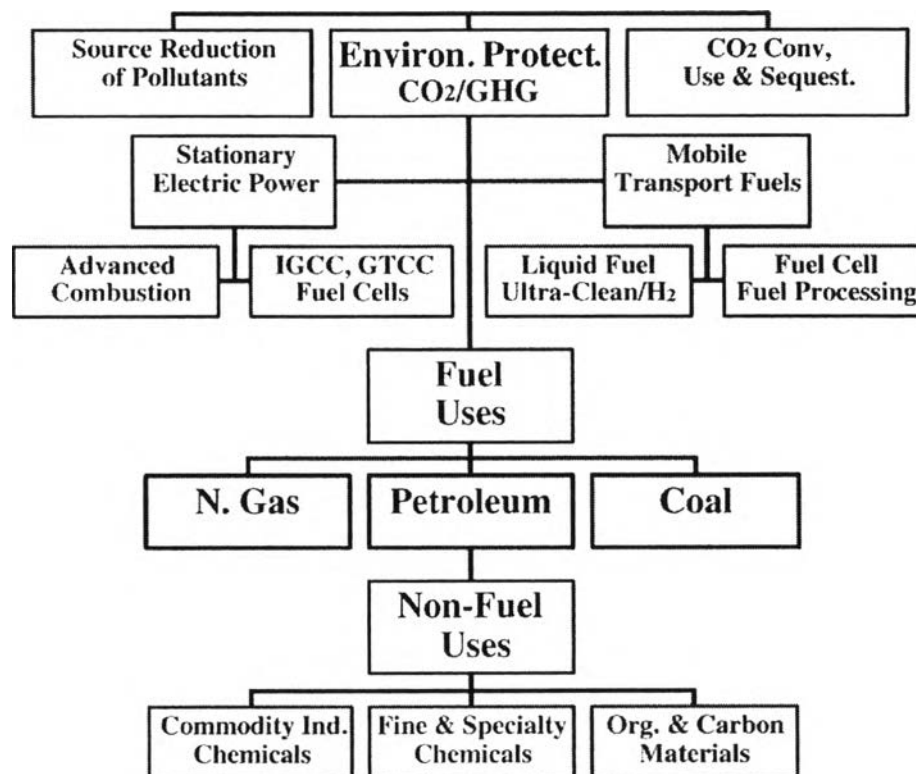 Source Reduction
of Pollutants
Environ. Protect.
CO2/GHG
CO2 Conv,
Use & Sequest.
Stationary
Electric Power
Mobile
Transport Fuels
Advanced
Combustion
IGCC, GTCC
Fuel Cells
Liquid Fuel
Ultra-Clean/H2
Fuel Cell
Fuel Processing
Fuel
Uses
N. Gas
Petroleum
Coal
Non-Fuel
Uses
Commodity Ind.
Chemicals
Fine & Specialty
Chemicals
Org. & Carbon
Materials